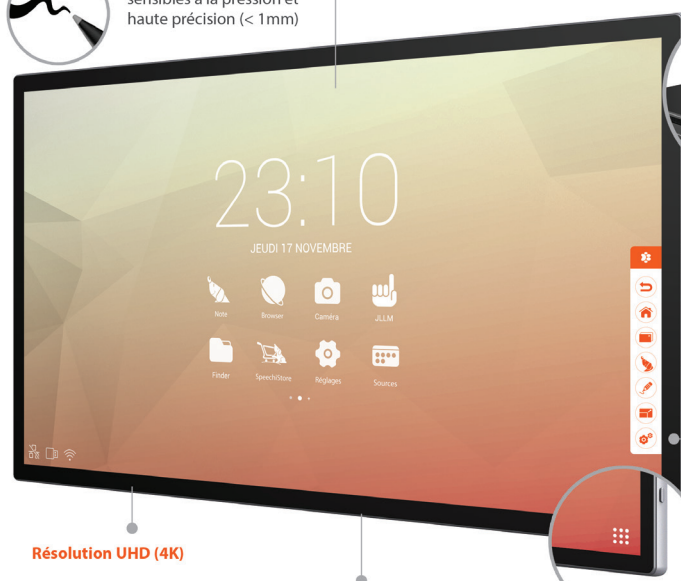 sensibles à la pression et
haute précision (< 1mm)
23:10
JEUDI 17 NOVEMBRE
Note
Browser
Caméra
JLLM
Finder
SpeechiStore
Réglages
Sources
Résolution UHD (4K)